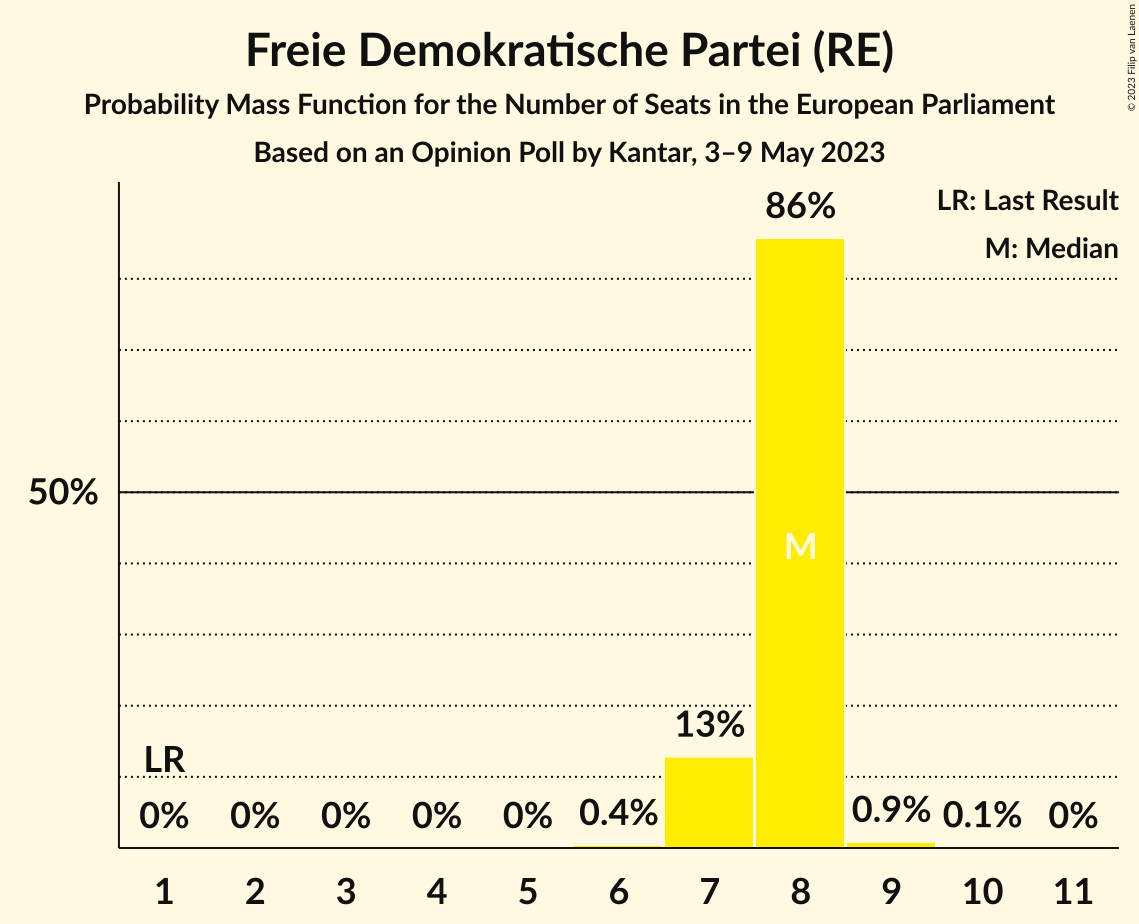 Freie Demokratische Partei (RE)
Probability Mass Function for the Number of Seats in the European Parliament
Based on an Opinion Poll by Kantar, 3–9 May 2023
© 2023 Filip van Laenen
LR: Last Result
M: Median
86%
50%
M
13%
LR
0% 0% 0% 0% 0% 0.4% 0.9% 0.1% 0%
1 2 3 4 5 6 7 8 9 10 11